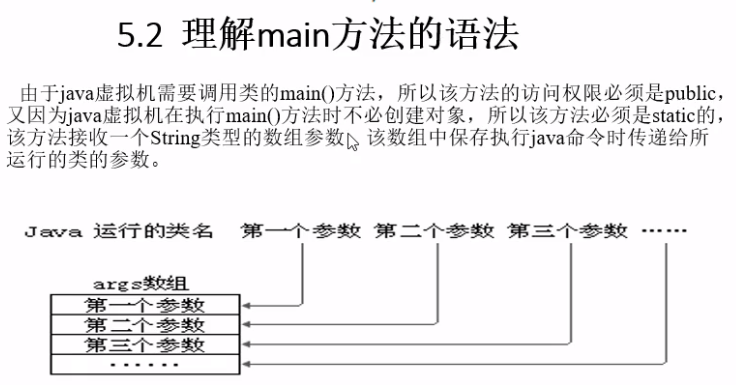 5.2 理解main方法的语法
由于java虚拟机需要调用类的main()方法，所以该方法的访问权限必须是public，
又因为java虚拟机在执行main()方法时不必创建对象，所以该方法必须是static的，
该方法接收一个String类型的数组参数，该数组中保存执行java命令时传递给所
运行的类的参数。
Java 运行的类名 第一个参数 第二个参数 第三个参数 ……
args数组
第一个参数
第二个参数
第三个参数
……